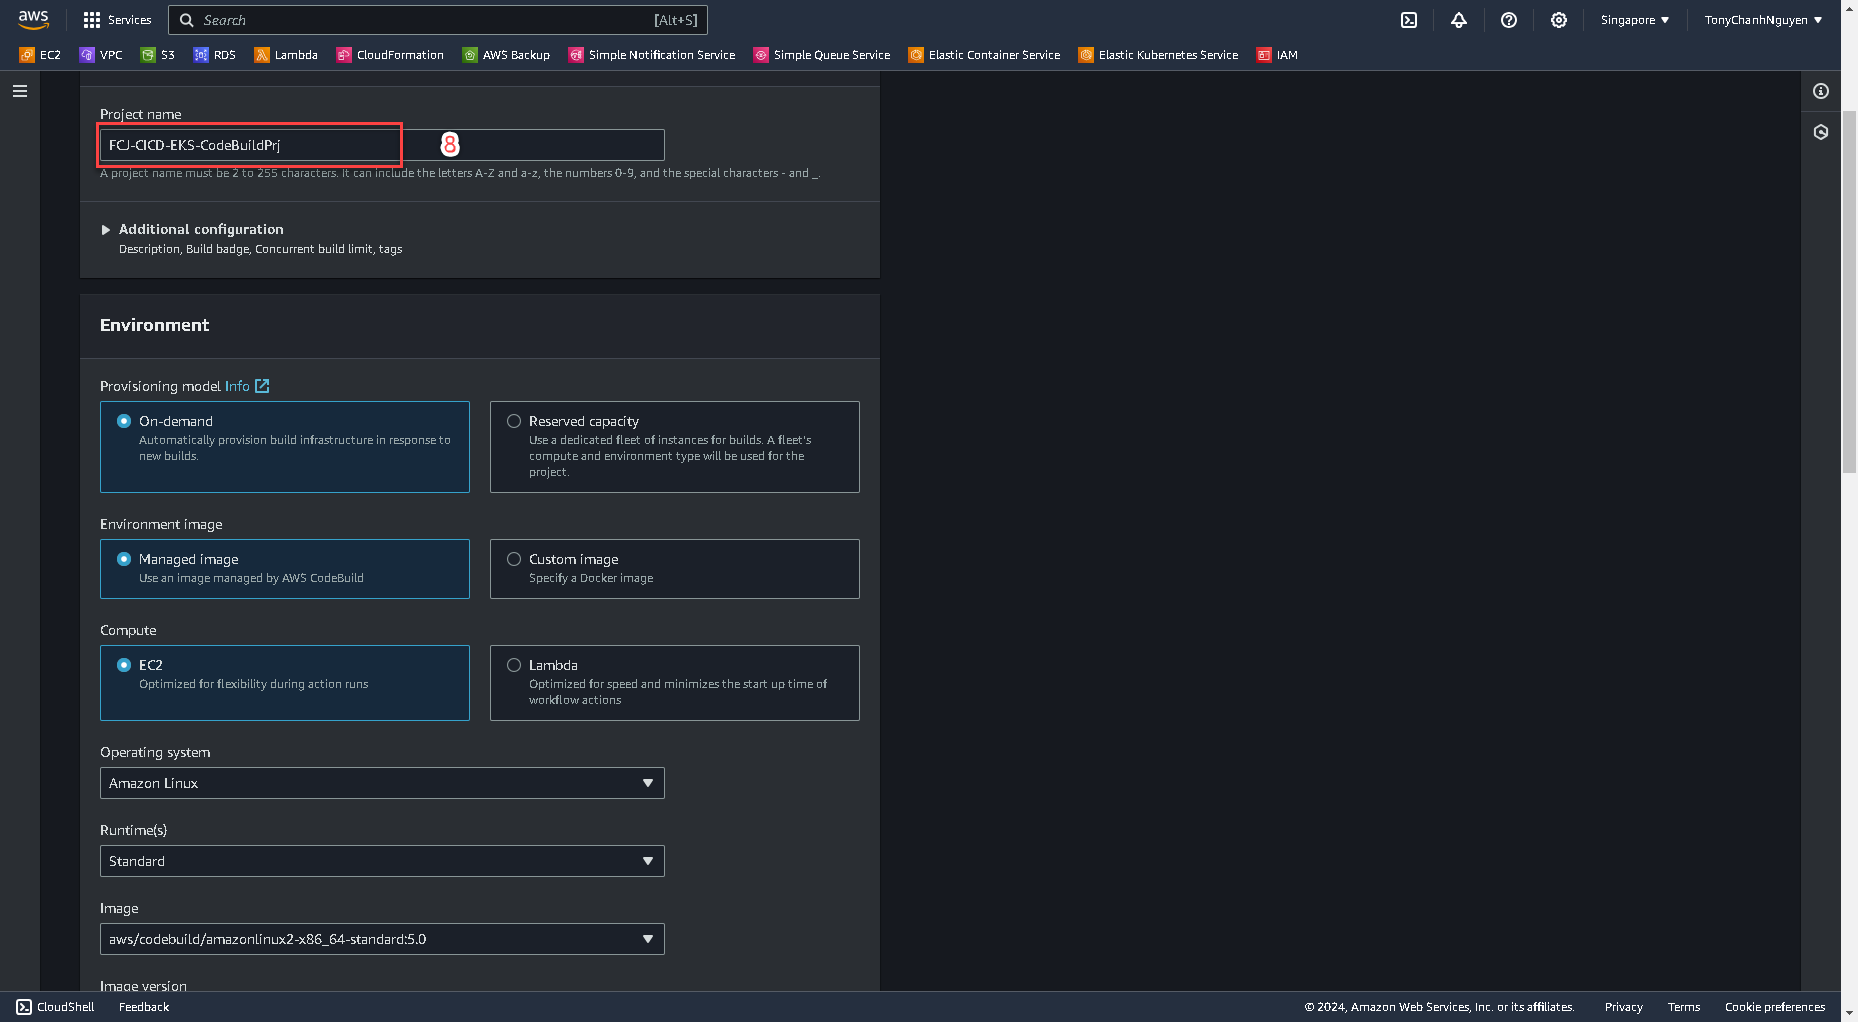 aws Services Search [Alt+S] Singapore TonyChanhNguyen
EC2 VPC S3 RDS Lambda CloudFormation AWS Backup Simple Notification Service Simple Queue Service Elastic Container Service Elastic Kubernetes Service IAM
Project name
FCJ-CICD-EKS-CodeBuildPrj 8
A project name must be 2 to 255 characters. It can include the letters A-Z and a-z, the numbers 0-9, and the special characters - and _.
Additional configuration
Description, Build badge, Concurrent build limit, tags
Environment
Provisioning model Info
On-demand
Automatically provision build infrastructure in response to
new builds.
Reserved capacity
Use a dedicated fleet of instances for builds. A fleet's
compute and environment type will be used for the
project.
Environment image
Managed image
Use an image managed by AWS CodeBuild
Custom image
Specify a Docker image
Compute
EC2
Optimized for flexibility during action runs
Lambda
Optimized for speed and minimizes the start up time of
workflow actions
Operating system
Amazon Linux
Runtime(s)
Standard
Image
aws/codebuild/amazonlinux2-x86_64-standard:5.0
Image version
CloudShell Feedback © 2024, Amazon Web Services, Inc. or its affiliates. Privacy Terms Cookie preferences